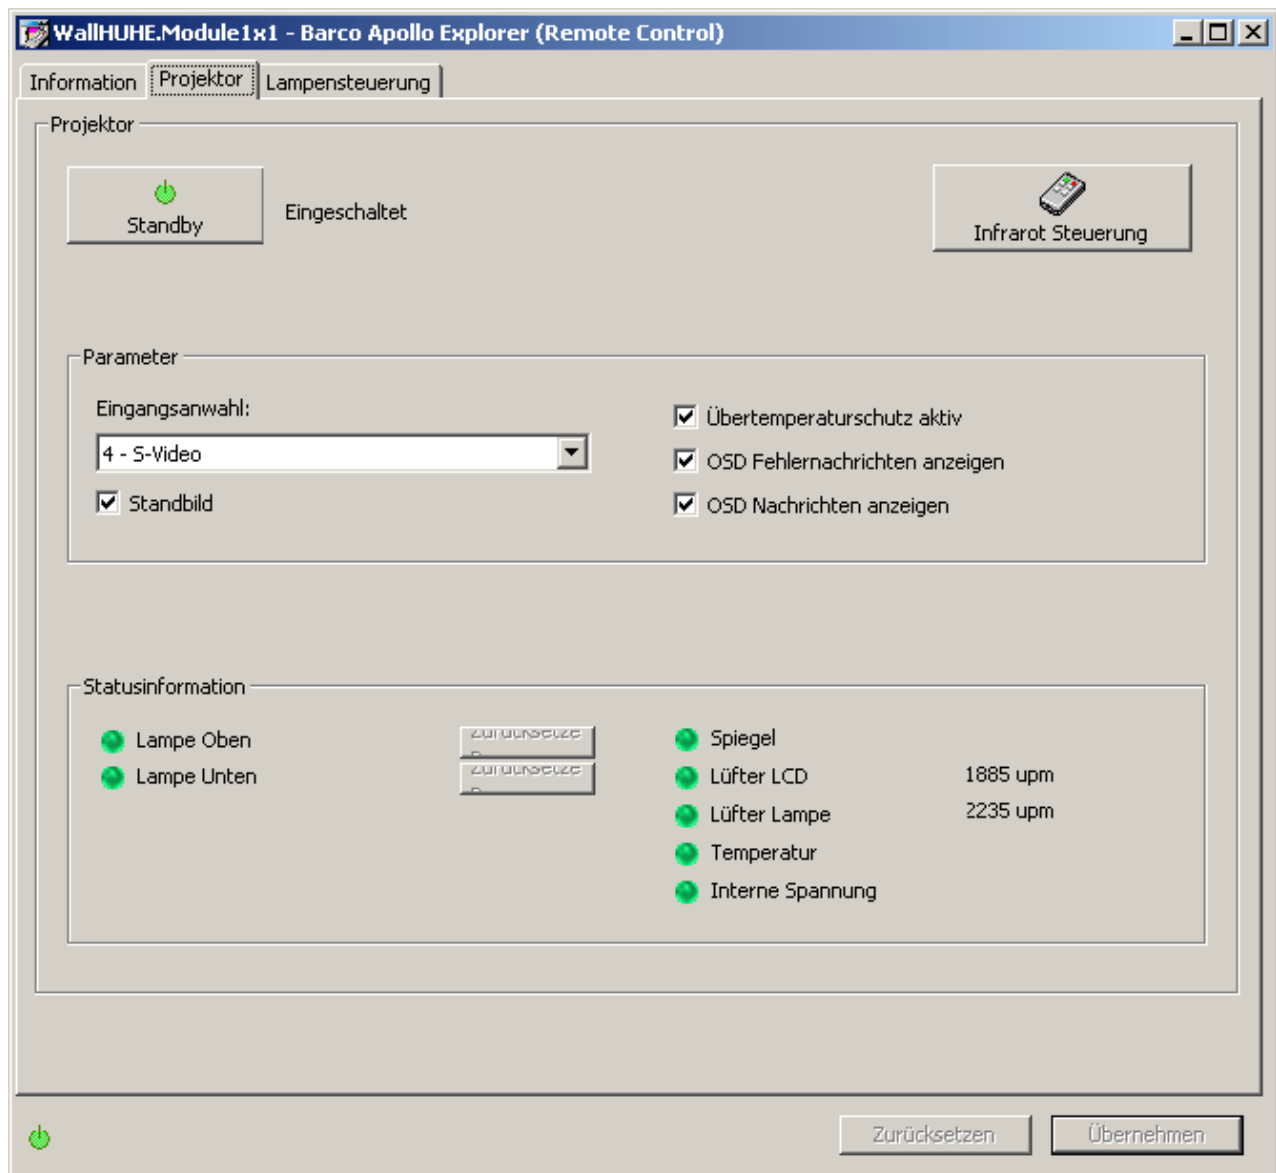 WallHUHE.Module1x1 - Barco Apollo Explorer (Remote Control)
Information Projektor Lampensteuerung
Projektor
Standby
Eingeschaltet
Infrarot Steuerung
Parameter
Eingangsanwahl:
4 - S-Video
Standbild
Übertemperaturschutz aktiv
OSD Fehlernachrichten anzeigen
OSD Nachrichten anzeigen
Statusinformation
Lampe Oben
Lampe Unten
Spiegel
Lüfter LCD 1885 upm
Lüfter Lampe 2235 upm
Temperatur
Interne Spannung
Zurücksetzen Übernehmen